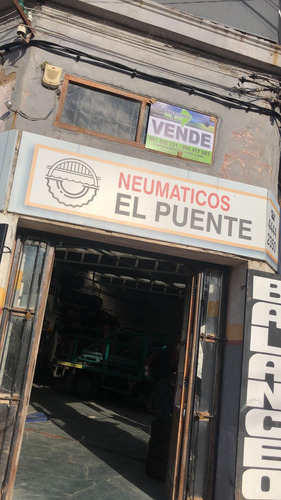 VENDE
NEUMATICOS
EL PUENTE
BALANCEO